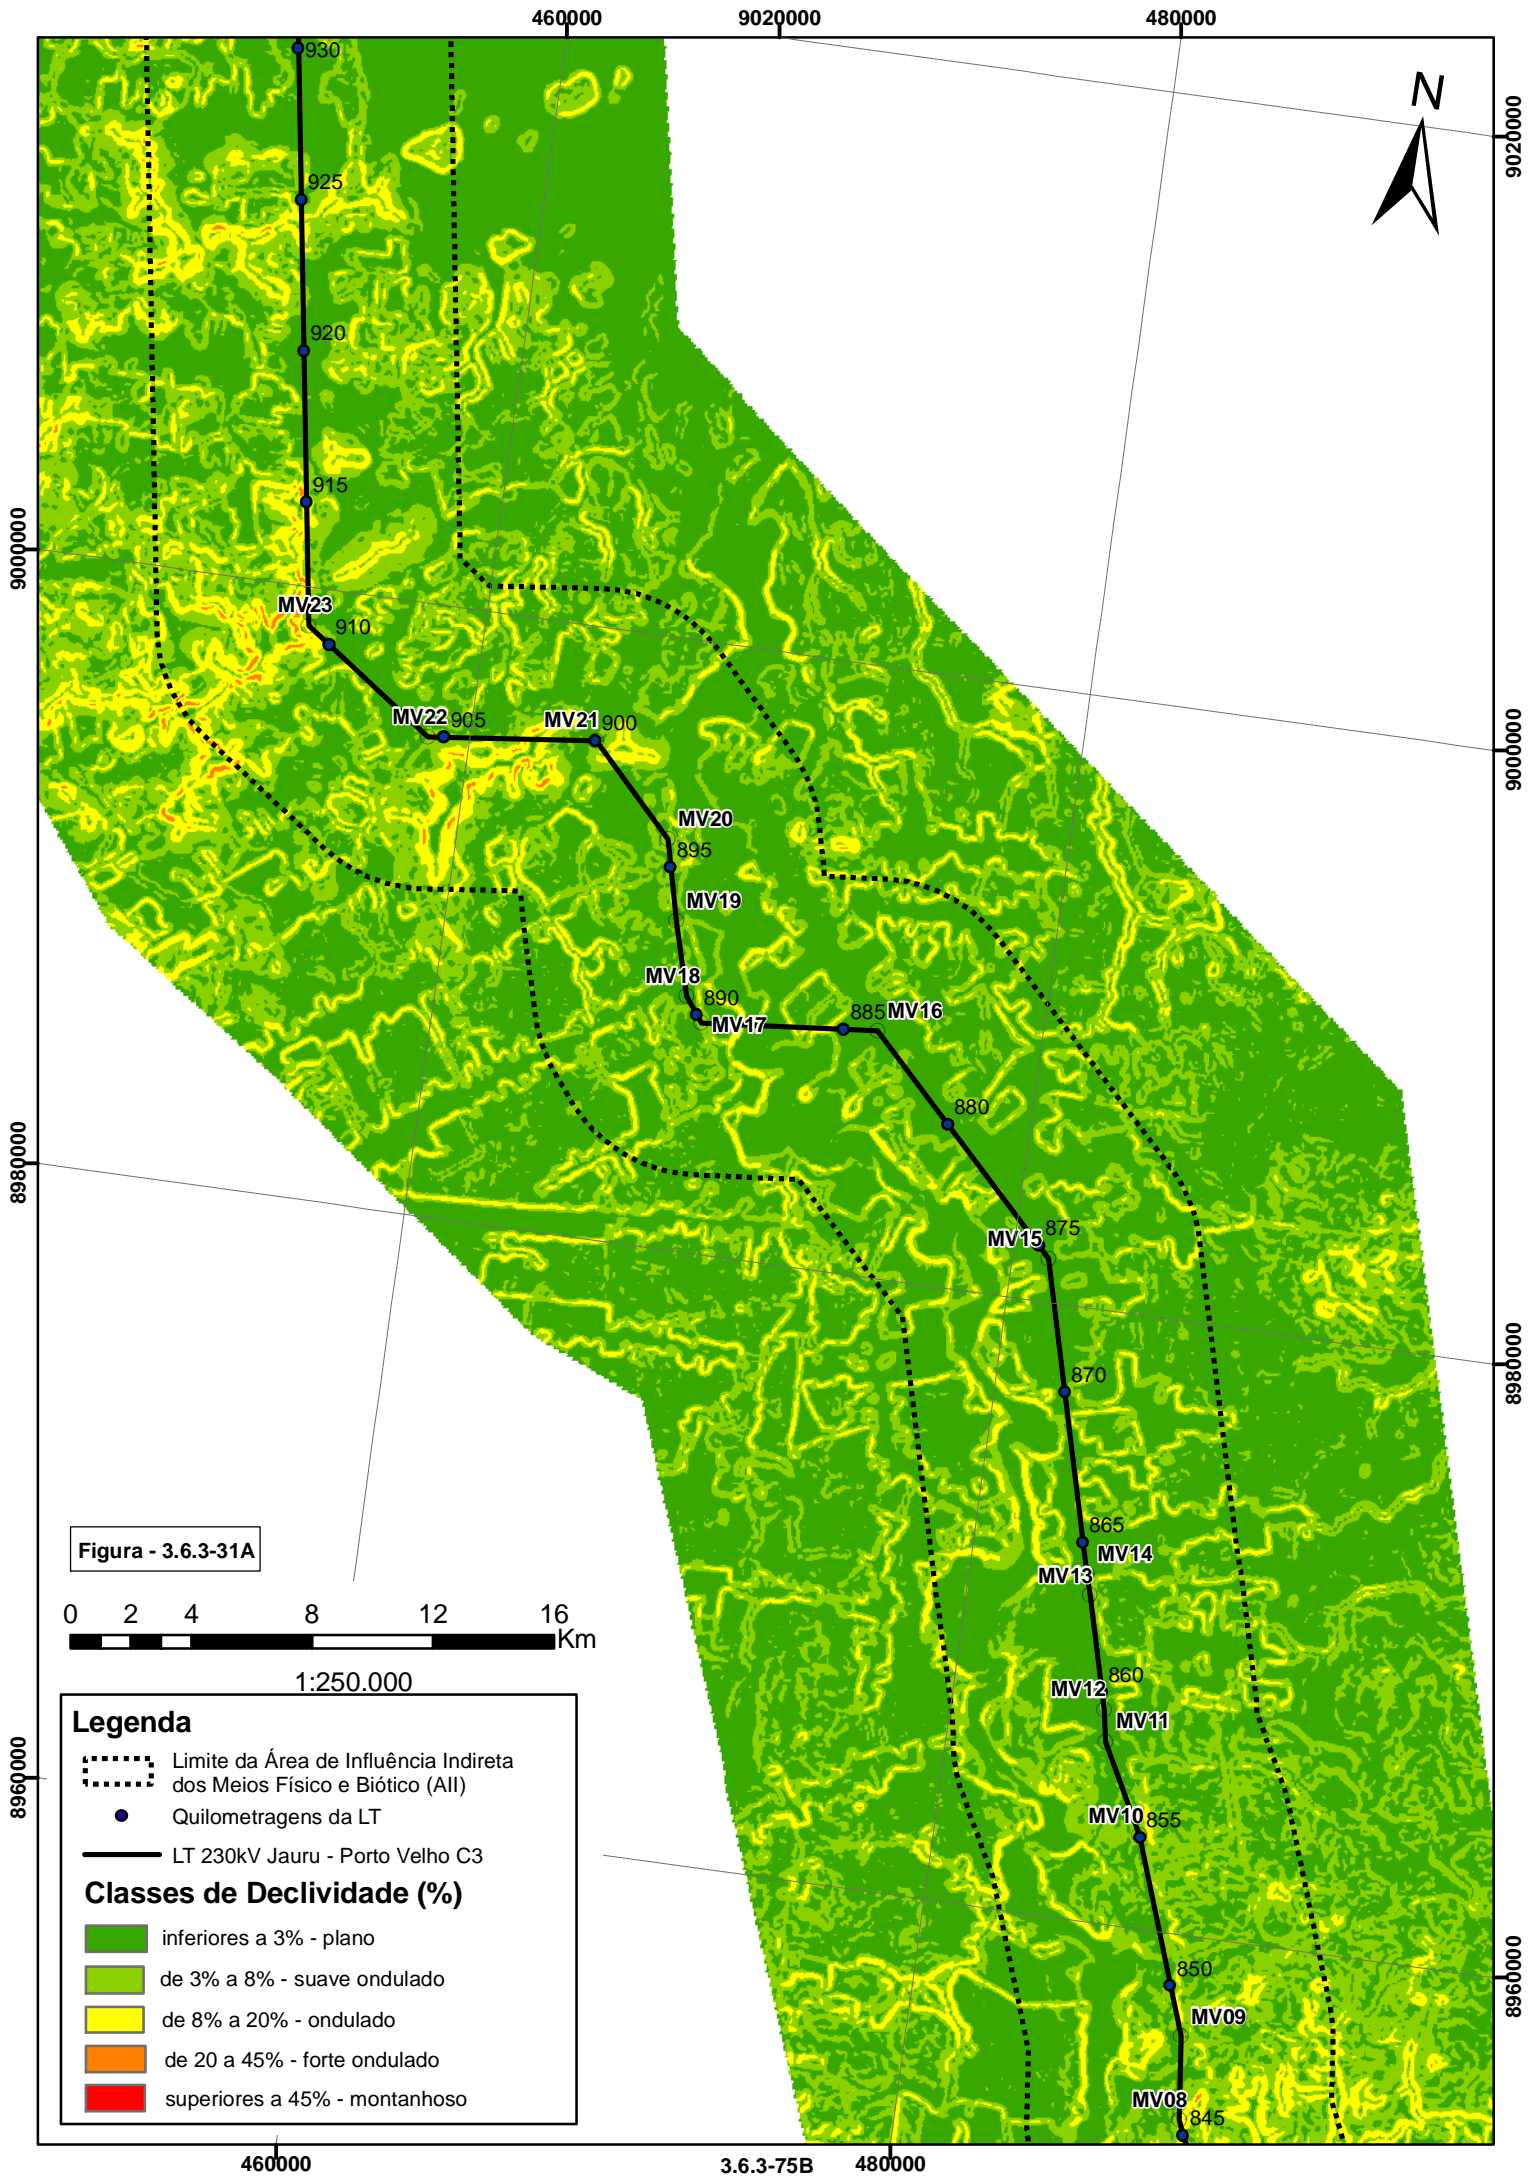 460000
9020000
480000
930
N
9020000
925
920
915
9000000
MV23
910
MV22
905
MV21
900
9000000
MV20
895
MV19
MV18
890
MV17
885
MV16
880
8980000
MV15
875
8980000
870
865
MV14
MV13
Figura - 3.6.3-31A
0 2 4 8 12 16
Km
1:250.000
860
MV12
MV11
8960000
MV10
855
850
8960000
MV09
MV08
845
Legenda
Limite da Área de Influência Indireta
dos Meios Físico e Biótico (AII)
Quilometragens da LT
LT 230kV Jauru - Porto Velho C3
Classes de Declividade (%)
inferiores a 3% - plano
de 3% a 8% - suave ondulado
de 8% a 20% - ondulado
de 20 a 45% - forte ondulado
superiores a 45% - montanhoso
460000
3.6.3-75B
480000